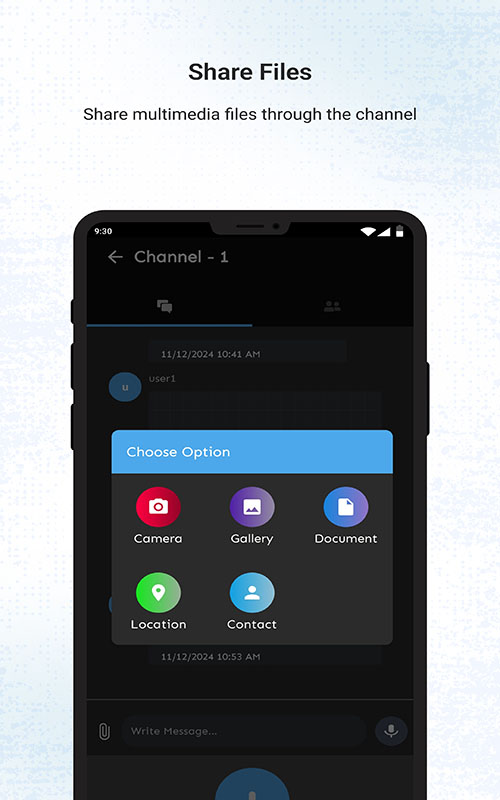 Share Files
Share multimedia files through the channel
9:30
Channel - 1
11/12/2024 10:41 AM
user1
u
Choose Option
Camera
Gallery
Document
Location
Contact
11/12/2024 10:53 AM
Write Message...